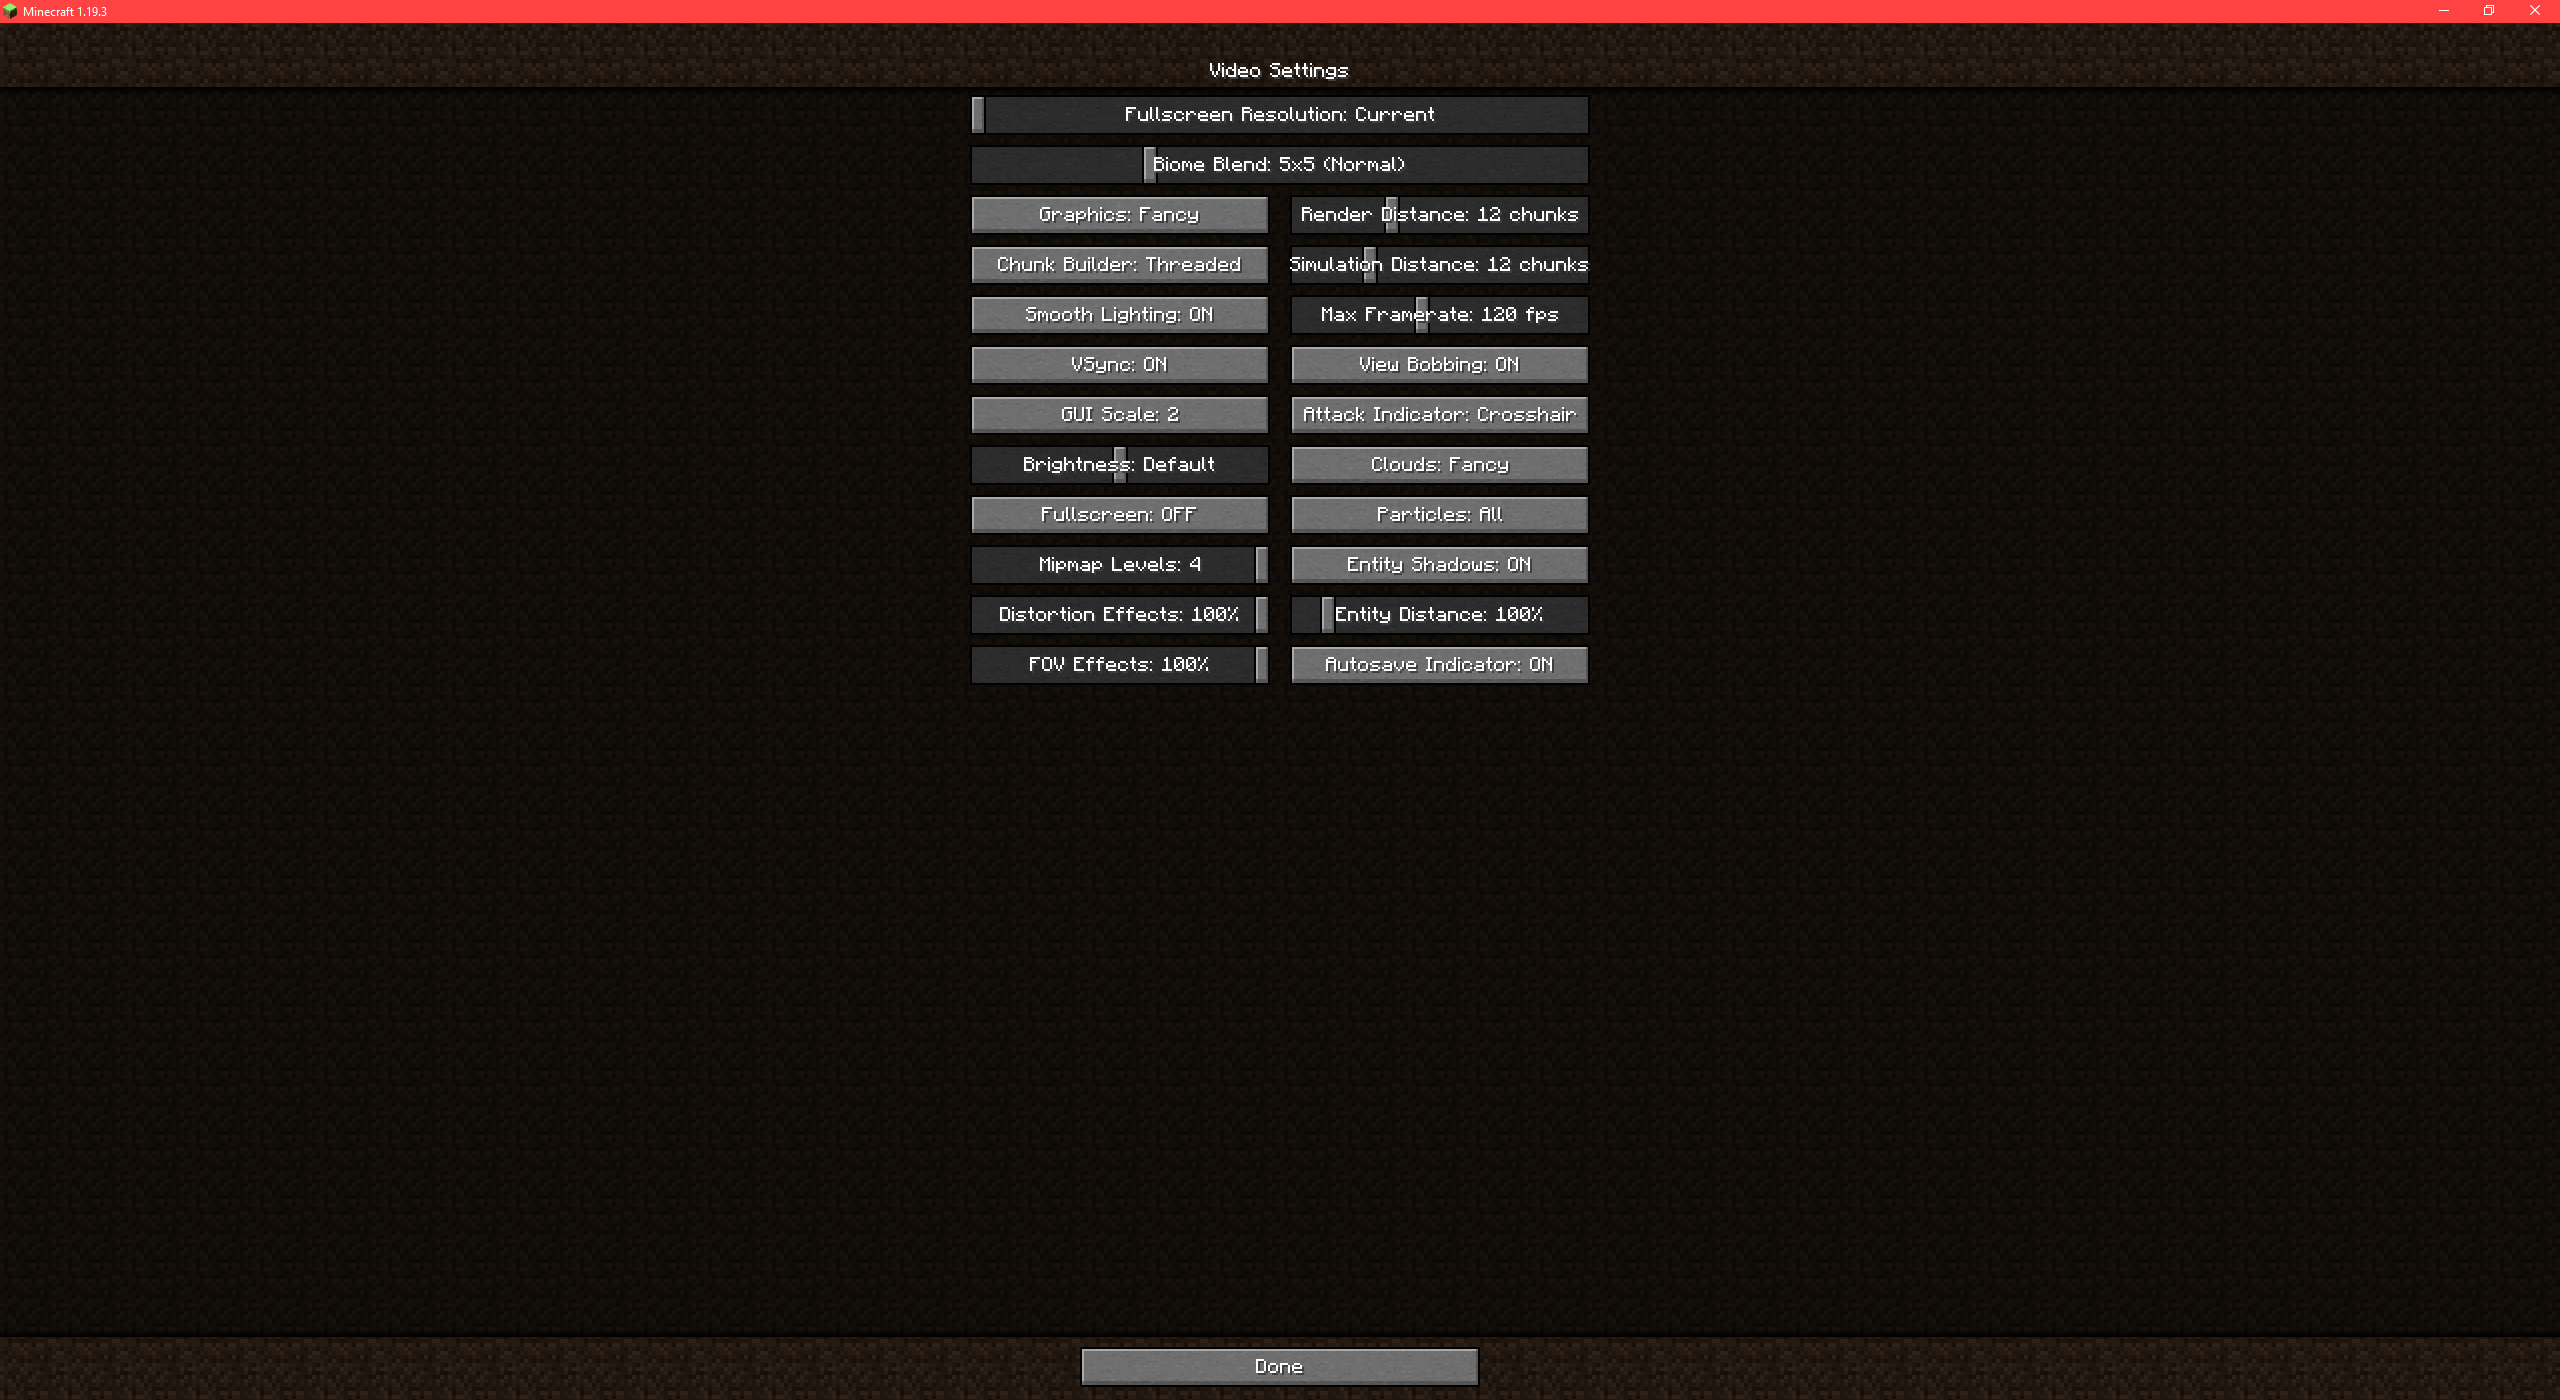 Minecraft 1.19.3
Video Settings
Fullscreen Resolution: Current
Biome Blend: 5x5 (Normal)
Graphics: Fancy
Render Distance: 12 chunks
Chunk Builder: Threaded
Simulation Distance: 12 chunks
Smooth Lighting: ON
Max Framerate: 120 fps
VSync: ON
View Bobbing: ON
GUI Scale: 2
Attack Indicator: Crosshair
Brightness: Default
Clouds: Fancy
Fullscreen: OFF
Particles: All
Mipmap Levels: 4
Entity Shadows: ON
Distortion Effects: 100%
Entity Distance: 100%
FOV Effects: 100%
Autosave Indicator: ON
Done